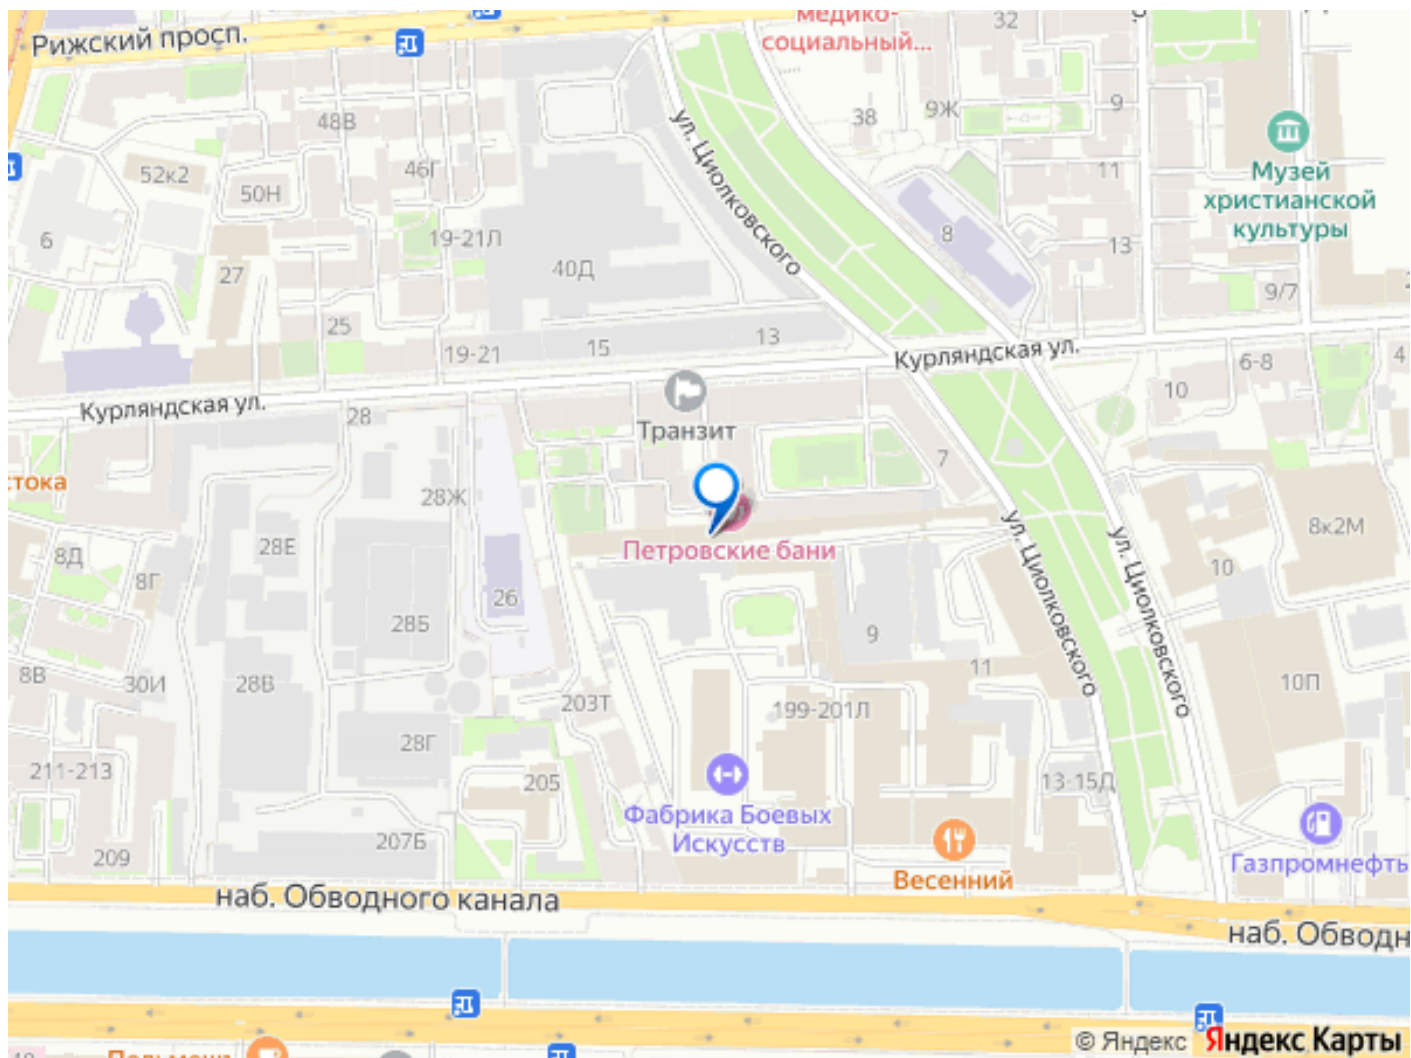 медико-
социальный...
Рижский просп.
32
48В
38
9Ж
9
ул. Циолковского
52к2
46Г
50Н
11
Музей
христианской
культуры
6
19-21Л
8
13
27
40Д
9/7
25
19-21
15
13
Курляндская ул.
6-8
4
10
Курляндская ул.
28
Транзит
7
стока
28Ж
8к2М
28Е
Петровские бани
8Д
8Г
10
ул. Циолковского
ул. Циолковского
26
28Б
9
11
8В
30И
28В
203Т
199-201Л
10П
28Г
211-213
205
13-15Д
Фабрика Боевых
Искусств
207Б
209
Весенний
Газпромнефть
наб. Обводного канала
наб. Обводн
© Яндекс Яндекс Карты